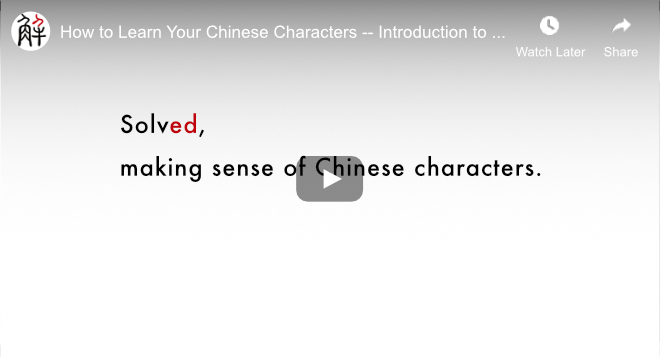 解
How to Learn Your Chinese Characters -- Introduction to ...
Watch Later
Share
Solved,
making sense of Chinese characters.